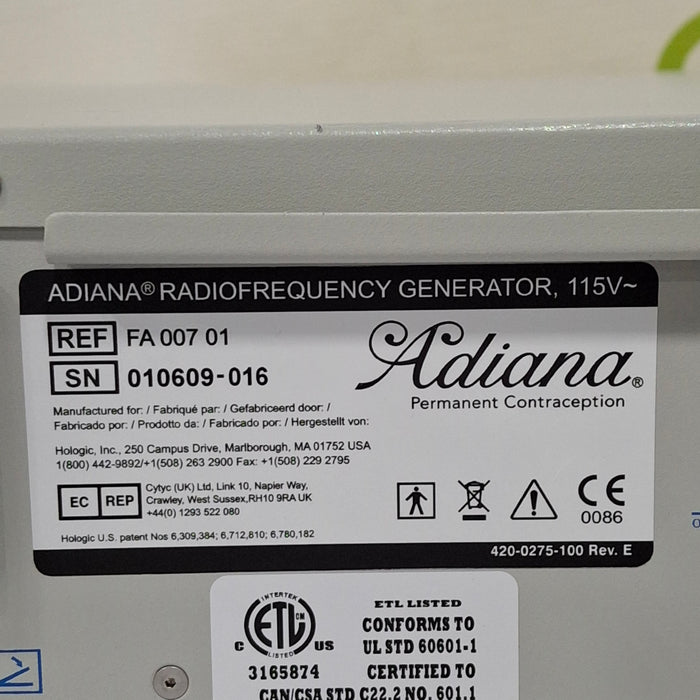 ADIANA® RADIOFREQUENCY GENERATOR, 115V~
REF FA 007 01
SN 010609-016
Adiana®
Permanent Contraception
Manufactured for: / Fabriqué par: / Gefabriceerd door: /
Fabricado por: / Prodotto da: / Fabricado por: / Hergestellt von:
Hologic, Inc., 250 Campus Drive, Marlborough, MA 01752 USA
1(800) 442-9892/+1(508) 263 2900 Fax: +1(508) 229 2795
EC REP
Cytyc (UK) Ltd, Link 10, Napier Way,
Crawley, West Sussex,RH10 9RA UK
+44(0) 1293 522 080
CE
0086
Hologic U.S. patent Nos 6,309,384; 6,712,810; 6,780,182
420-0275-100 Rev. E
INTERTEK
ETL CM
LISTED
C US
3165874
ETL LISTED
CONFORMS TO
UL STD 60601-1
CERTIFIED TO
CAN/CSA STD C22.2 NO. 601.1